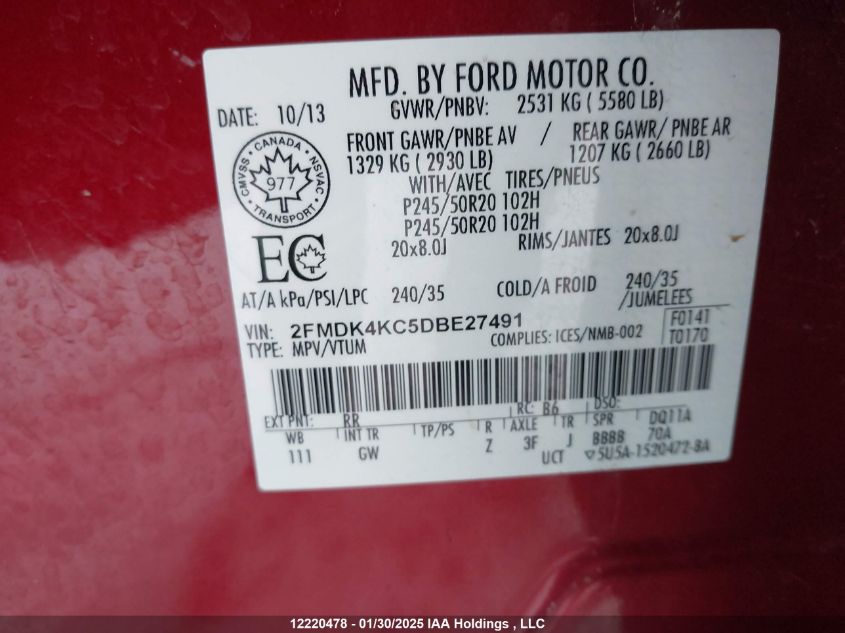 MFD. BY FORD MOTOR CO.
DATE: 10/13 GVWR/PNBV: 2531 KG ( 5580 LB)
FRONT GAWR/PNBE AV / REAR GAWR/ PNBE AR
1329 KG ( 2930 LB) 1207 KG ( 2660 LB)
WITH/AVEC TIRES/PNEUS
P245/50R20 102H
P245/50R20 102H
20x8.0J RIMS/JANTES 20x8.0J
CMVSS · CANADA · NSVAC
977
TRANSPORT
EC
AT/A kPa/PSI/LPC 240/35 COLD/A FROID 240/35
/JUMELEES
VIN: 2FMDK4KC5DBE27491 F0141
TYPE: MPV/VTUM COMPLIES: ICES/NMB-002 T0170
EXT PNT: RR RC: B6 DSO:
WB INT TR TP/PS R AXLE TR SPR DQ11A
111 GW Z 3F J BBBB 70A
UCT ▽5U5A-1520472-BA
12220478 - 01/30/2025 IAA Holdings , LLC